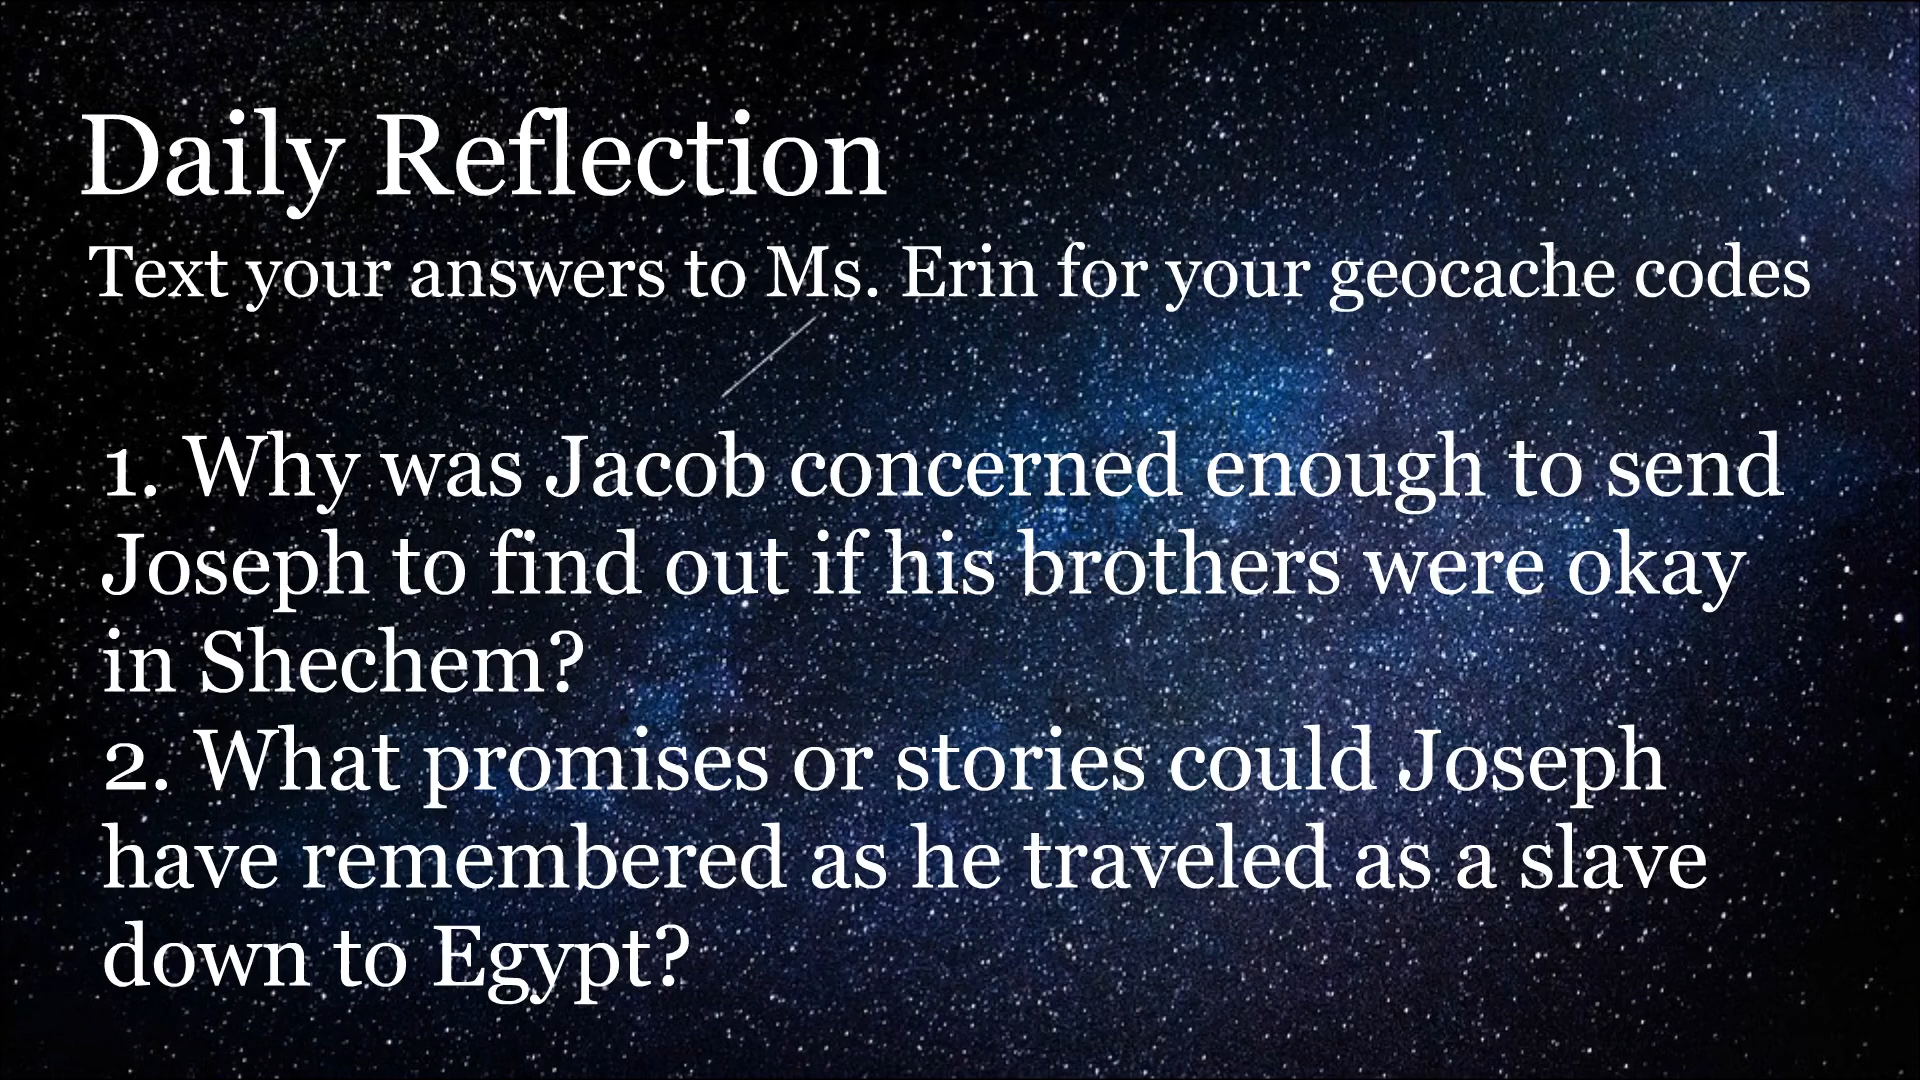 Daily Reflection
Text your answers to Ms. Erin for your geocache codes
1. Why was Jacob concerned enough to send
Joseph to find out if his brothers were okay
in Shechem?
2. What promises or stories could Joseph
have remembered as he traveled as a slave
down to Egypt?